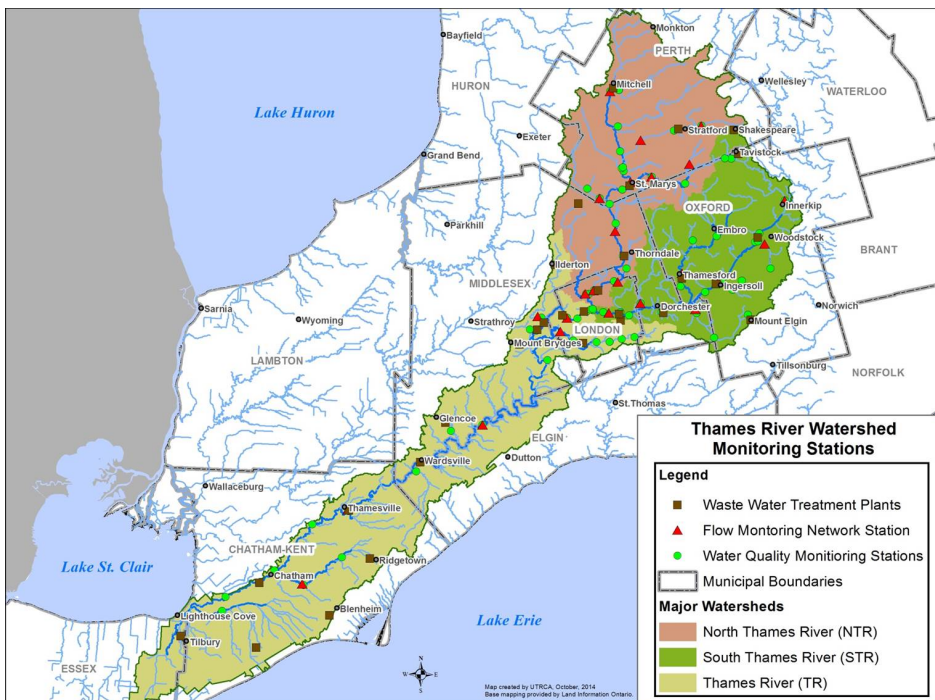 Monkton
Bayfield
PERTH
Mitchell
Wellesley
HURON
WATERLOO
Lake Huron
Exeter
Stratford
Shakespeare
Tavistock
Grand Bend
St. Marys
OXFORD
Innerkip
Parkhill
Embro
Woodstock
Thorndale
BRANT
Ilderton
Thamesford
MIDDLESEX
Ingersoll
Sarnia
Dorchester
Norwich
Wyoming
Strathroy
Mount Elgin
LONDON
Mount Brydges
LAMBTON
Tillsonburg
NORFOLK
St.Thomas
Glencoe
ELGIN
Dutton
Wardsville
Wallaceburg
Thamesville
CHATHAM-KENT
Ridgetown
Lake St. Clair
Chatham
Blenheim
Lighthouse Cove
Lake Erie
Tilbury
ESSEX
Thames River Watershed
Monitoring Stations
Legend
Waste Water Treatment Plants
Flow Montoring Network Station
Water Quality Monitioring Stations
Municipal Boundaries
Major Watersheds
North Thames River (NTR)
South Thames River (STR)
Thames River (TR)
N
W E
S
Map created by UTRCA, October, 2014
Base mapping provided by Land Information Ontario.